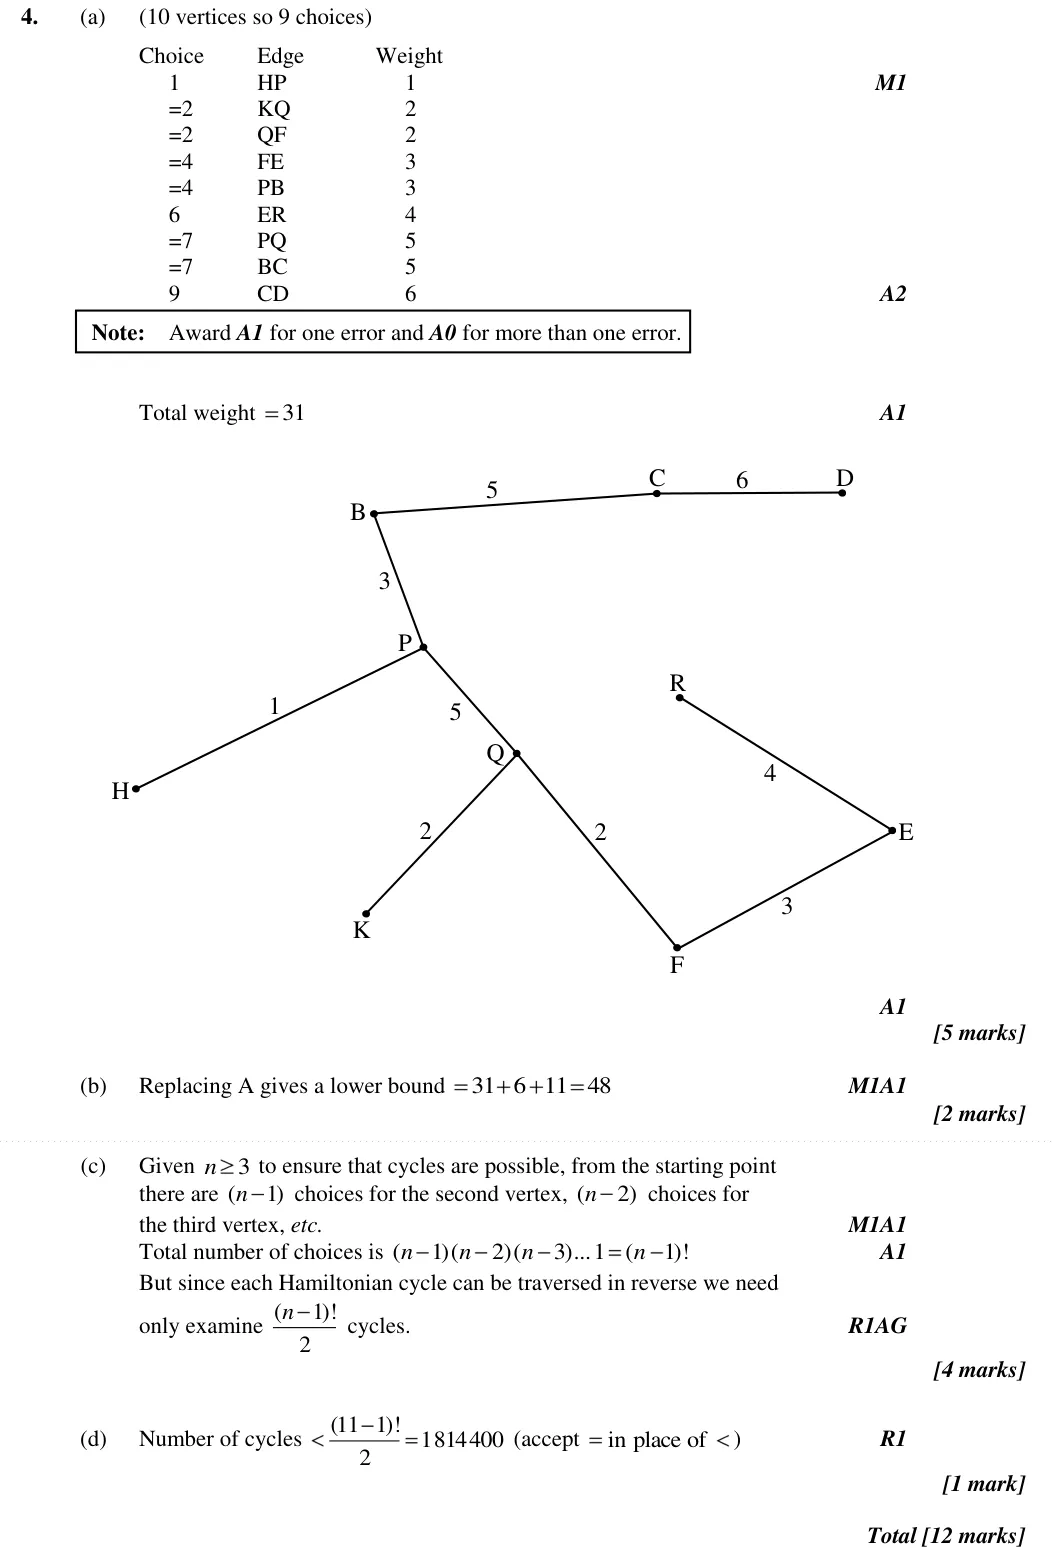 4. (a) (10 vertices so 9 choices)
Choice Edge Weight
1 HP 1 M1
=2 KQ 2
=2 QF 2
=4 FE 3
=4 PB 3
6 ER 4
=7 PQ 5
=7 BC 5
9 CD 6 A2
Note: Award A1 for one error and A0 for more than one error.
Total weight = 31 A1
C 6 D
5
B
3
P
R
1
5
Q
4
H
2
2
E
3
K
F
A1
[5 marks]
(b) Replacing A gives a lower bound = 31+6+11 = 48 M1A1
[2 marks]
(c) Given n ≥ 3 to ensure that cycles are possible, from the starting point
there are (n−1) choices for the second vertex, (n−2) choices for
the third vertex, etc. M1A1
Total number of choices is (n−1)(n−2)(n−3)...1 = (n−1)! A1
But since each Hamiltonian cycle can be traversed in reverse we need
only examine (n−1)!/2 cycles. R1AG
[4 marks]
(d) Number of cycles < (11−1)!/2 = 1814400 (accept = in place of <) R1
[1 mark]
Total [12 marks]